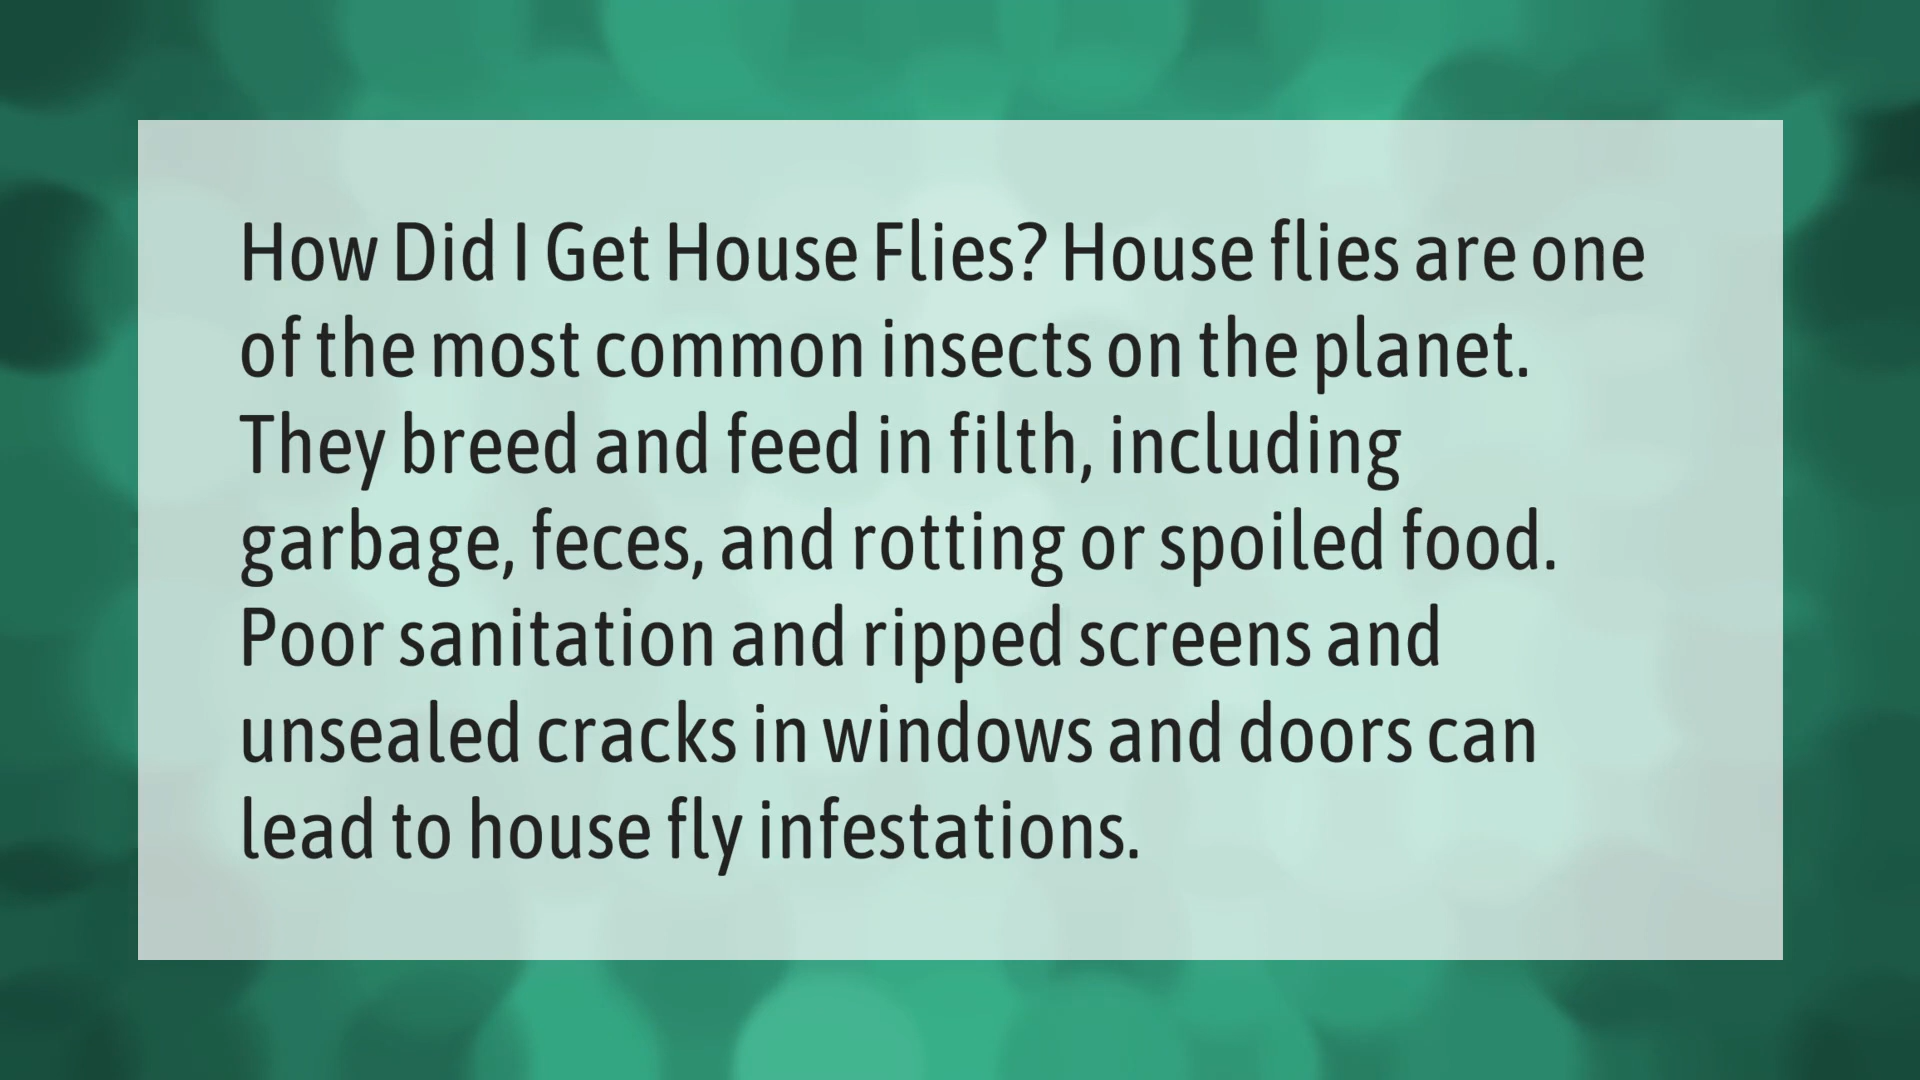 How Did I Get House Flies? House flies are one
of the most common insects on the planet.
They breed and feed in filth, including
garbage, feces, and rotting or spoiled food.
Poor sanitation and ripped screens and
unsealed cracks in windows and doors can
lead to house fly infestations.